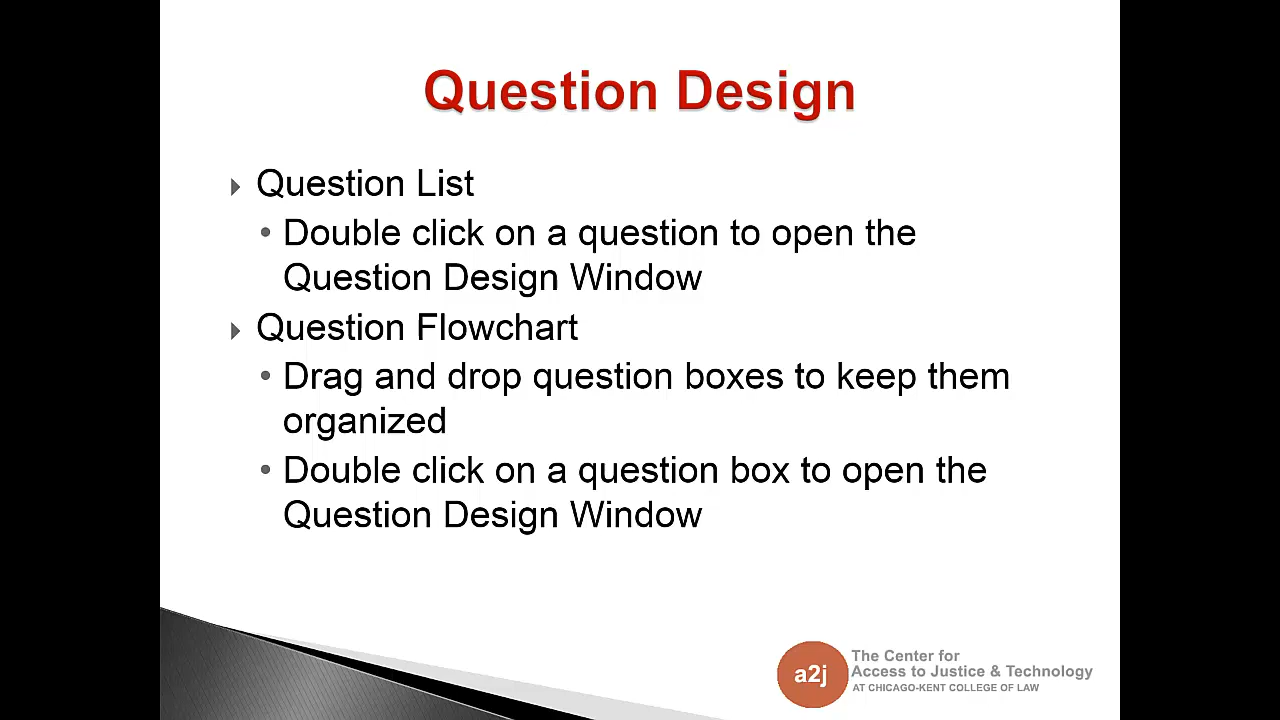 Question Design
Question List
• Double click on a question to open the
Question Design Window
Question Flowchart
• Drag and drop question boxes to keep them
organized
• Double click on a question box to open the
Question Design Window
a2j
The Center for
Access to Justice & Technology
AT CHICAGO-KENT COLLEGE OF LAW